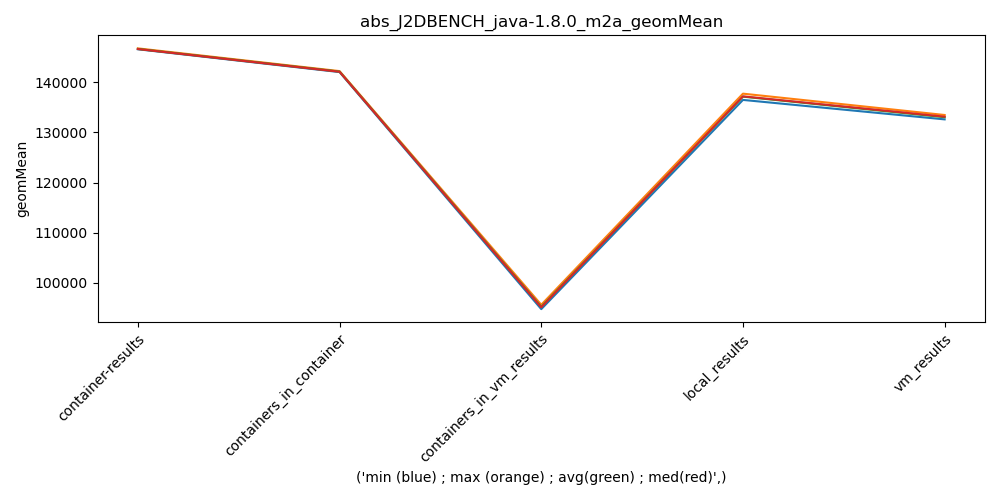 abs_J2DBENCH_java-1.8.0_m2a_geomMean
geomMean
140000
130000
120000
110000
100000
container-results
containers_in_container
containers_in_vm_results
local_results
vm_results
('min (blue) ; max (orange) ; avg(green) ; med(red)',)